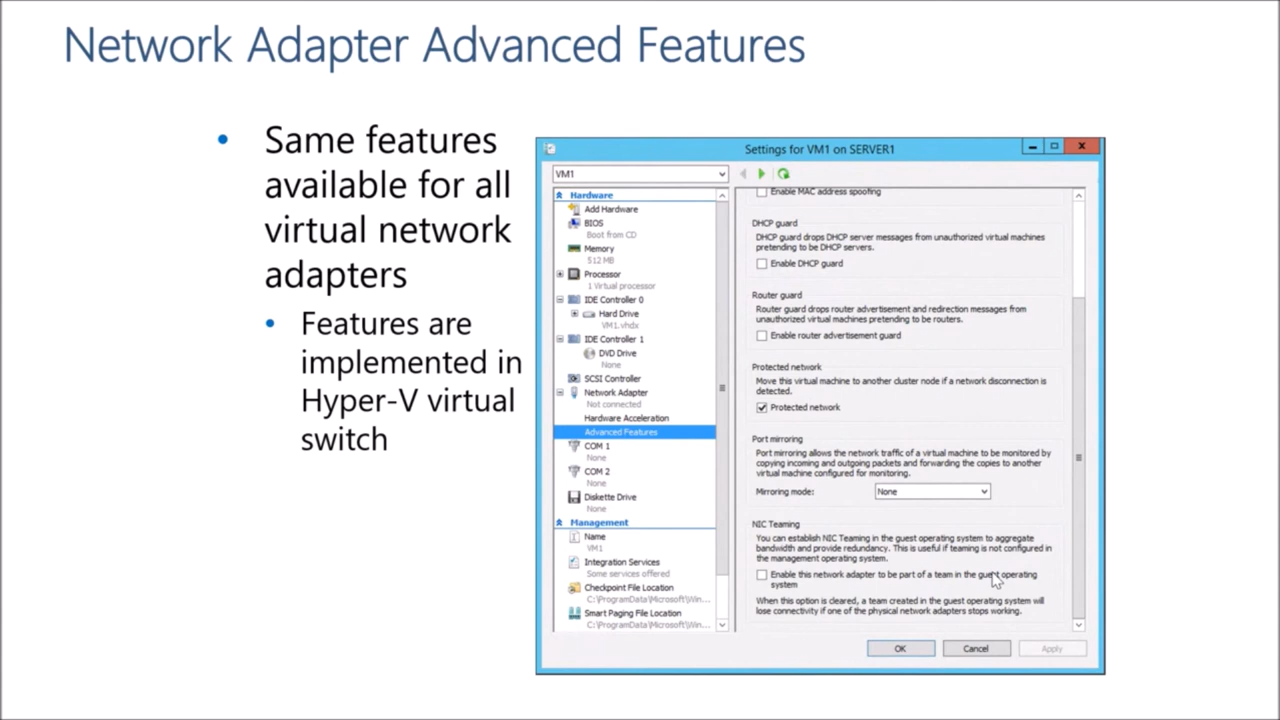 Network Adapter Advanced Features
• Same features
available for all
virtual network
adapters
• Features are
implemented in
Hyper-V virtual
switch
Settings for VM1 on SERVER1
VM1
Hardware
Add Hardware
BIOS
Boot from CD
Memory
512 MB
Processor
1 Virtual processor
IDE Controller 0
Hard Drive
VM1.vhdx
IDE Controller 1
DVD Drive
None
SCSI Controller
Network Adapter
Not connected
Hardware Acceleration
Advanced Features
COM 1
None
COM 2
None
Diskette Drive
None
Management
Name
VM1
Integration Services
Some services offered
Checkpoint File Location
C:\ProgramData\Microsoft\Win...
Smart Paging File Location
C:\ProgramData\Microsoft\Win...
Enable MAC address spoofing
DHCP guard
DHCP guard drops DHCP server messages from unauthorized virtual machines
pretending to be DHCP servers.
Enable DHCP guard
Router guard
Router guard drops router advertisement and redirection messages from
unauthorized virtual machines pretending to be routers.
Enable router advertisement guard
Protected network
Move this virtual machine to another cluster node if a network disconnection is
detected.
Protected network
Port mirroring
Port mirroring allows the network traffic of a virtual machine to be monitored by
copying incoming and outgoing packets and forwarding the copies to another
virtual machine configured for monitoring.
Mirroring mode: None
NIC Teaming
You can establish NIC Teaming in the guest operating system to aggregate
bandwidth and provide redundancy. This is useful if teaming is not configured in
the management operating system.
Enable this network adapter to be part of a team in the guest operating
system
When this option is cleared, a team created in the guest operating system will
lose connectivity if one of the physical network adapters stops working.
OK Cancel Apply